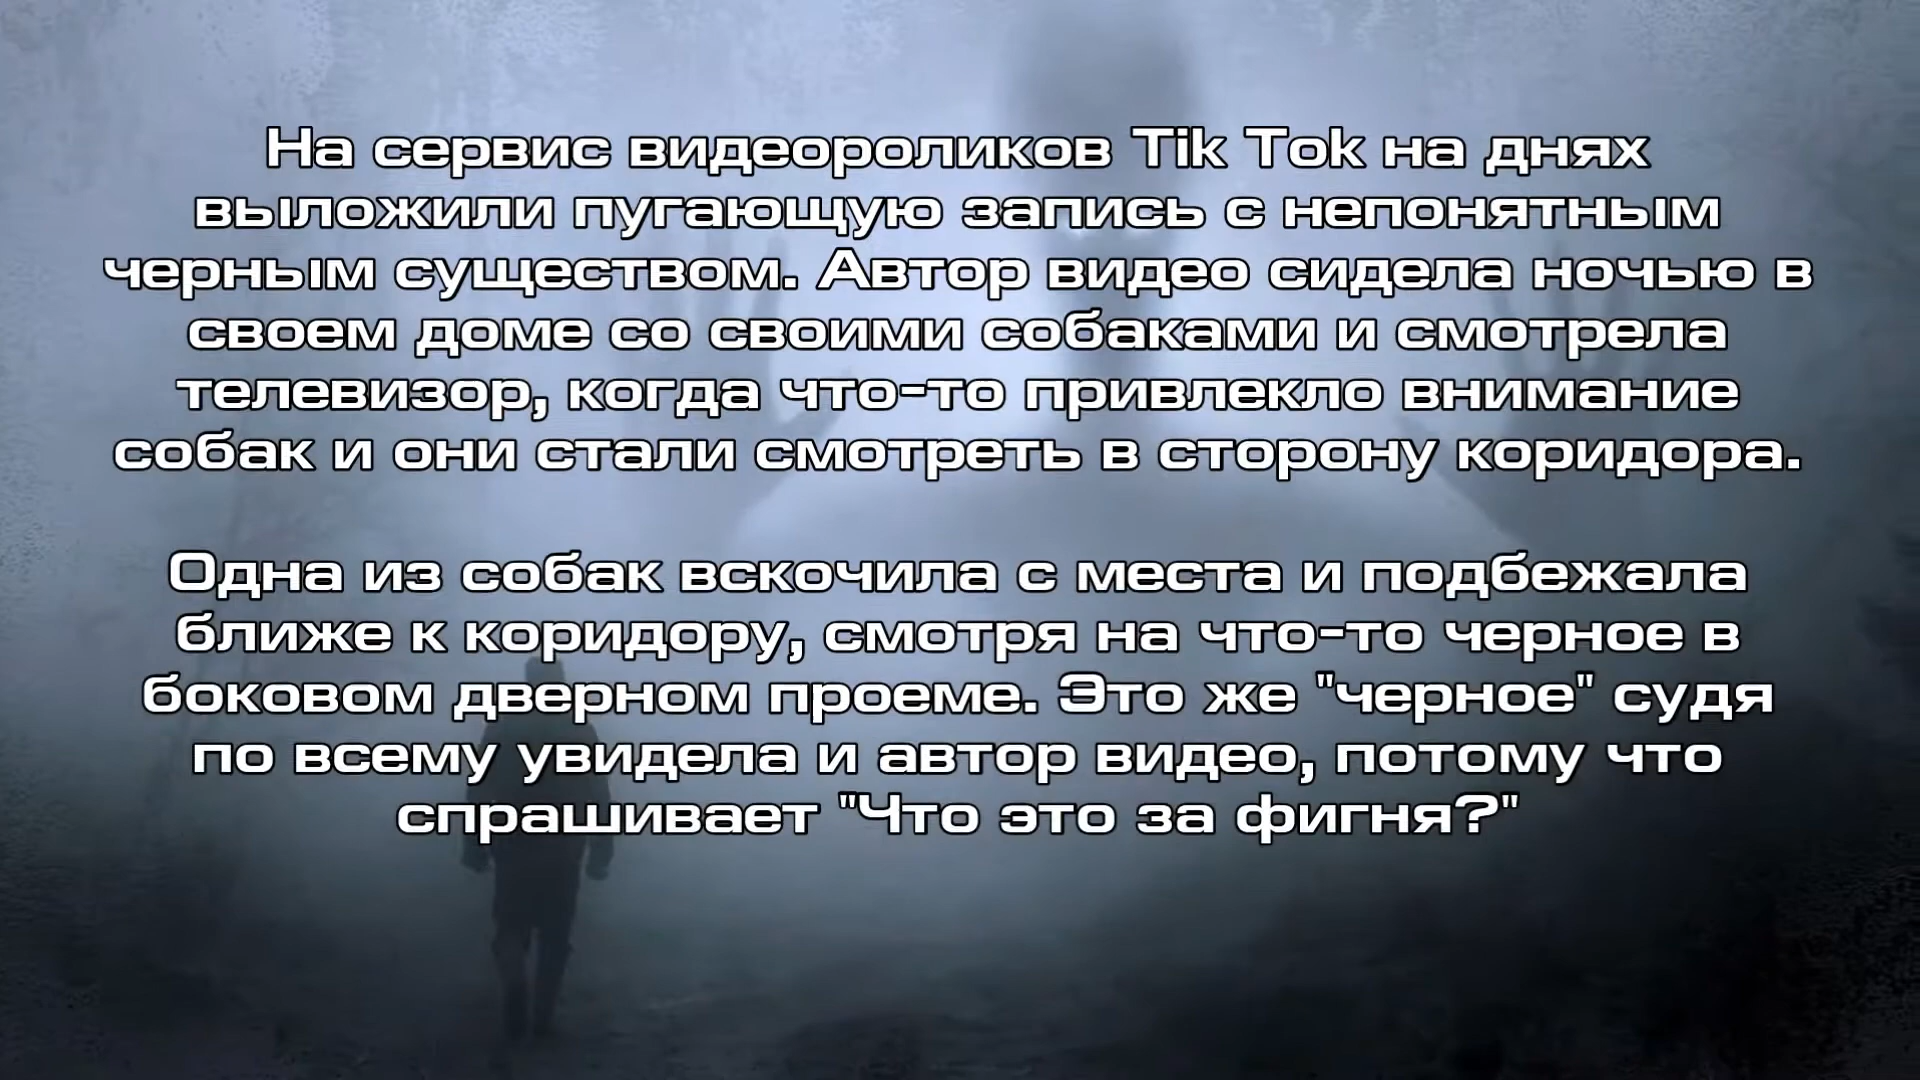 На сервис видеороликов Tik Tok на днях
выложили пугающую запись с непонятным
черным существом. Автор видео сидела ночью в
своем доме со своими собаками и смотрела
телевизор, когда что-то привлекло внимание
собак и они стали смотреть в сторону коридора.
Одна из собак вскочила с места и подбежала
ближе к коридору, смотря на что-то черное в
боковом дверном проеме. Это же "черное" судя
по всему увидела и автор видео, потому что
спрашивает "Что это за фигня?"